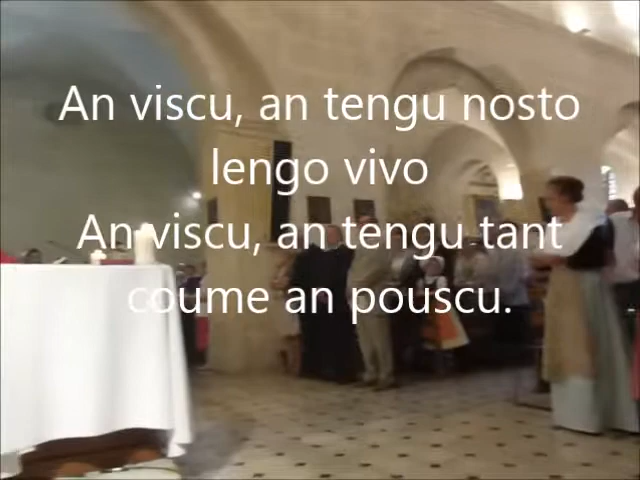 An viscu, an tengu nosto
lengo vivo
An viscu, an tengu tant
coume an pouscu.